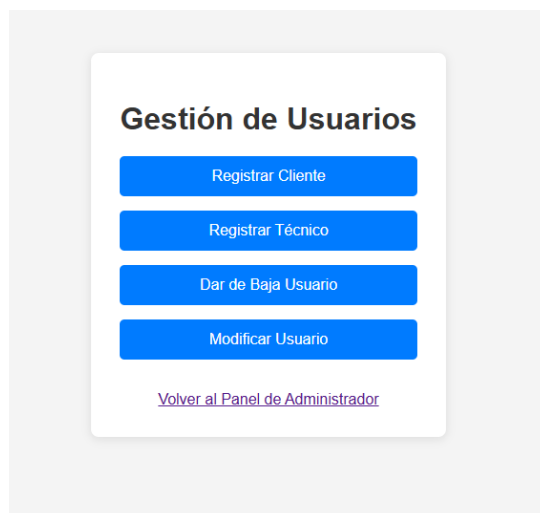 Gestión de Usuarios
Registrar Cliente
Registrar Técnico
Dar de Baja Usuario
Modificar Usuario
Volver al Panel de Administrador